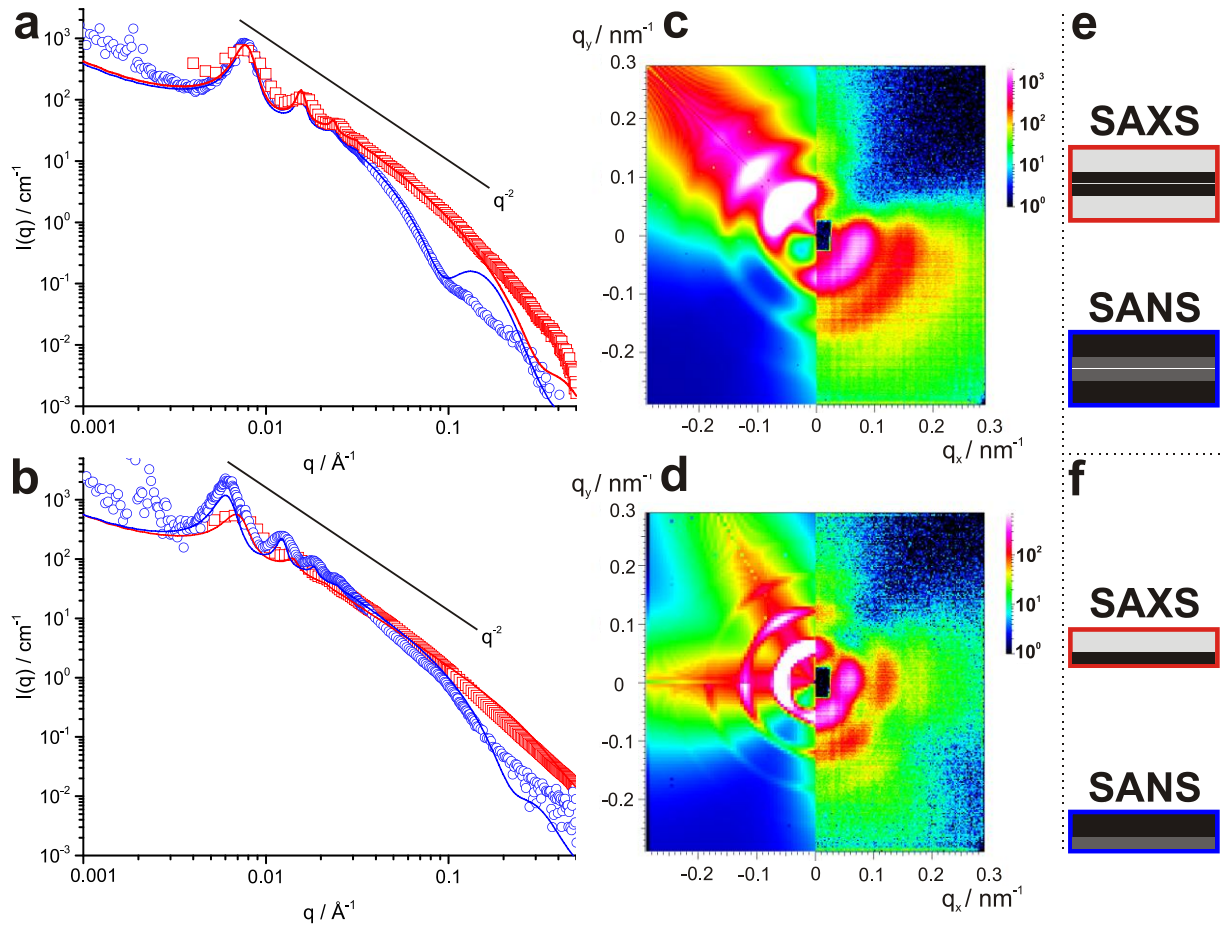 a
I(q) / cm⁻¹
10³
10²
10¹
10⁰
10⁻¹
10⁻²
10⁻³
q⁻²
0.001
0.01
0.1
q / Å⁻¹
b
I(q) / cm⁻¹
10³
10²
10¹
10⁰
10⁻¹
10⁻²
10⁻³
q⁻²
0.001
0.01
0.1
q / Å⁻¹
c
q_y / nm⁻¹
0.3
0.2
0.1
0
-0.1
-0.2
-0.2
-0.1
0
0.1
0.2
0.3
q_x / nm⁻¹
10³
10²
10¹
10⁰
d
q_y / nm⁻¹
0.3
0.2
0.1
0
-0.1
-0.2
-0.2
-0.1
0
0.1
0.2
0.3
q_x / nm⁻¹
10²
10¹
10⁰
e
SAXS
SANS
f
SAXS
SANS